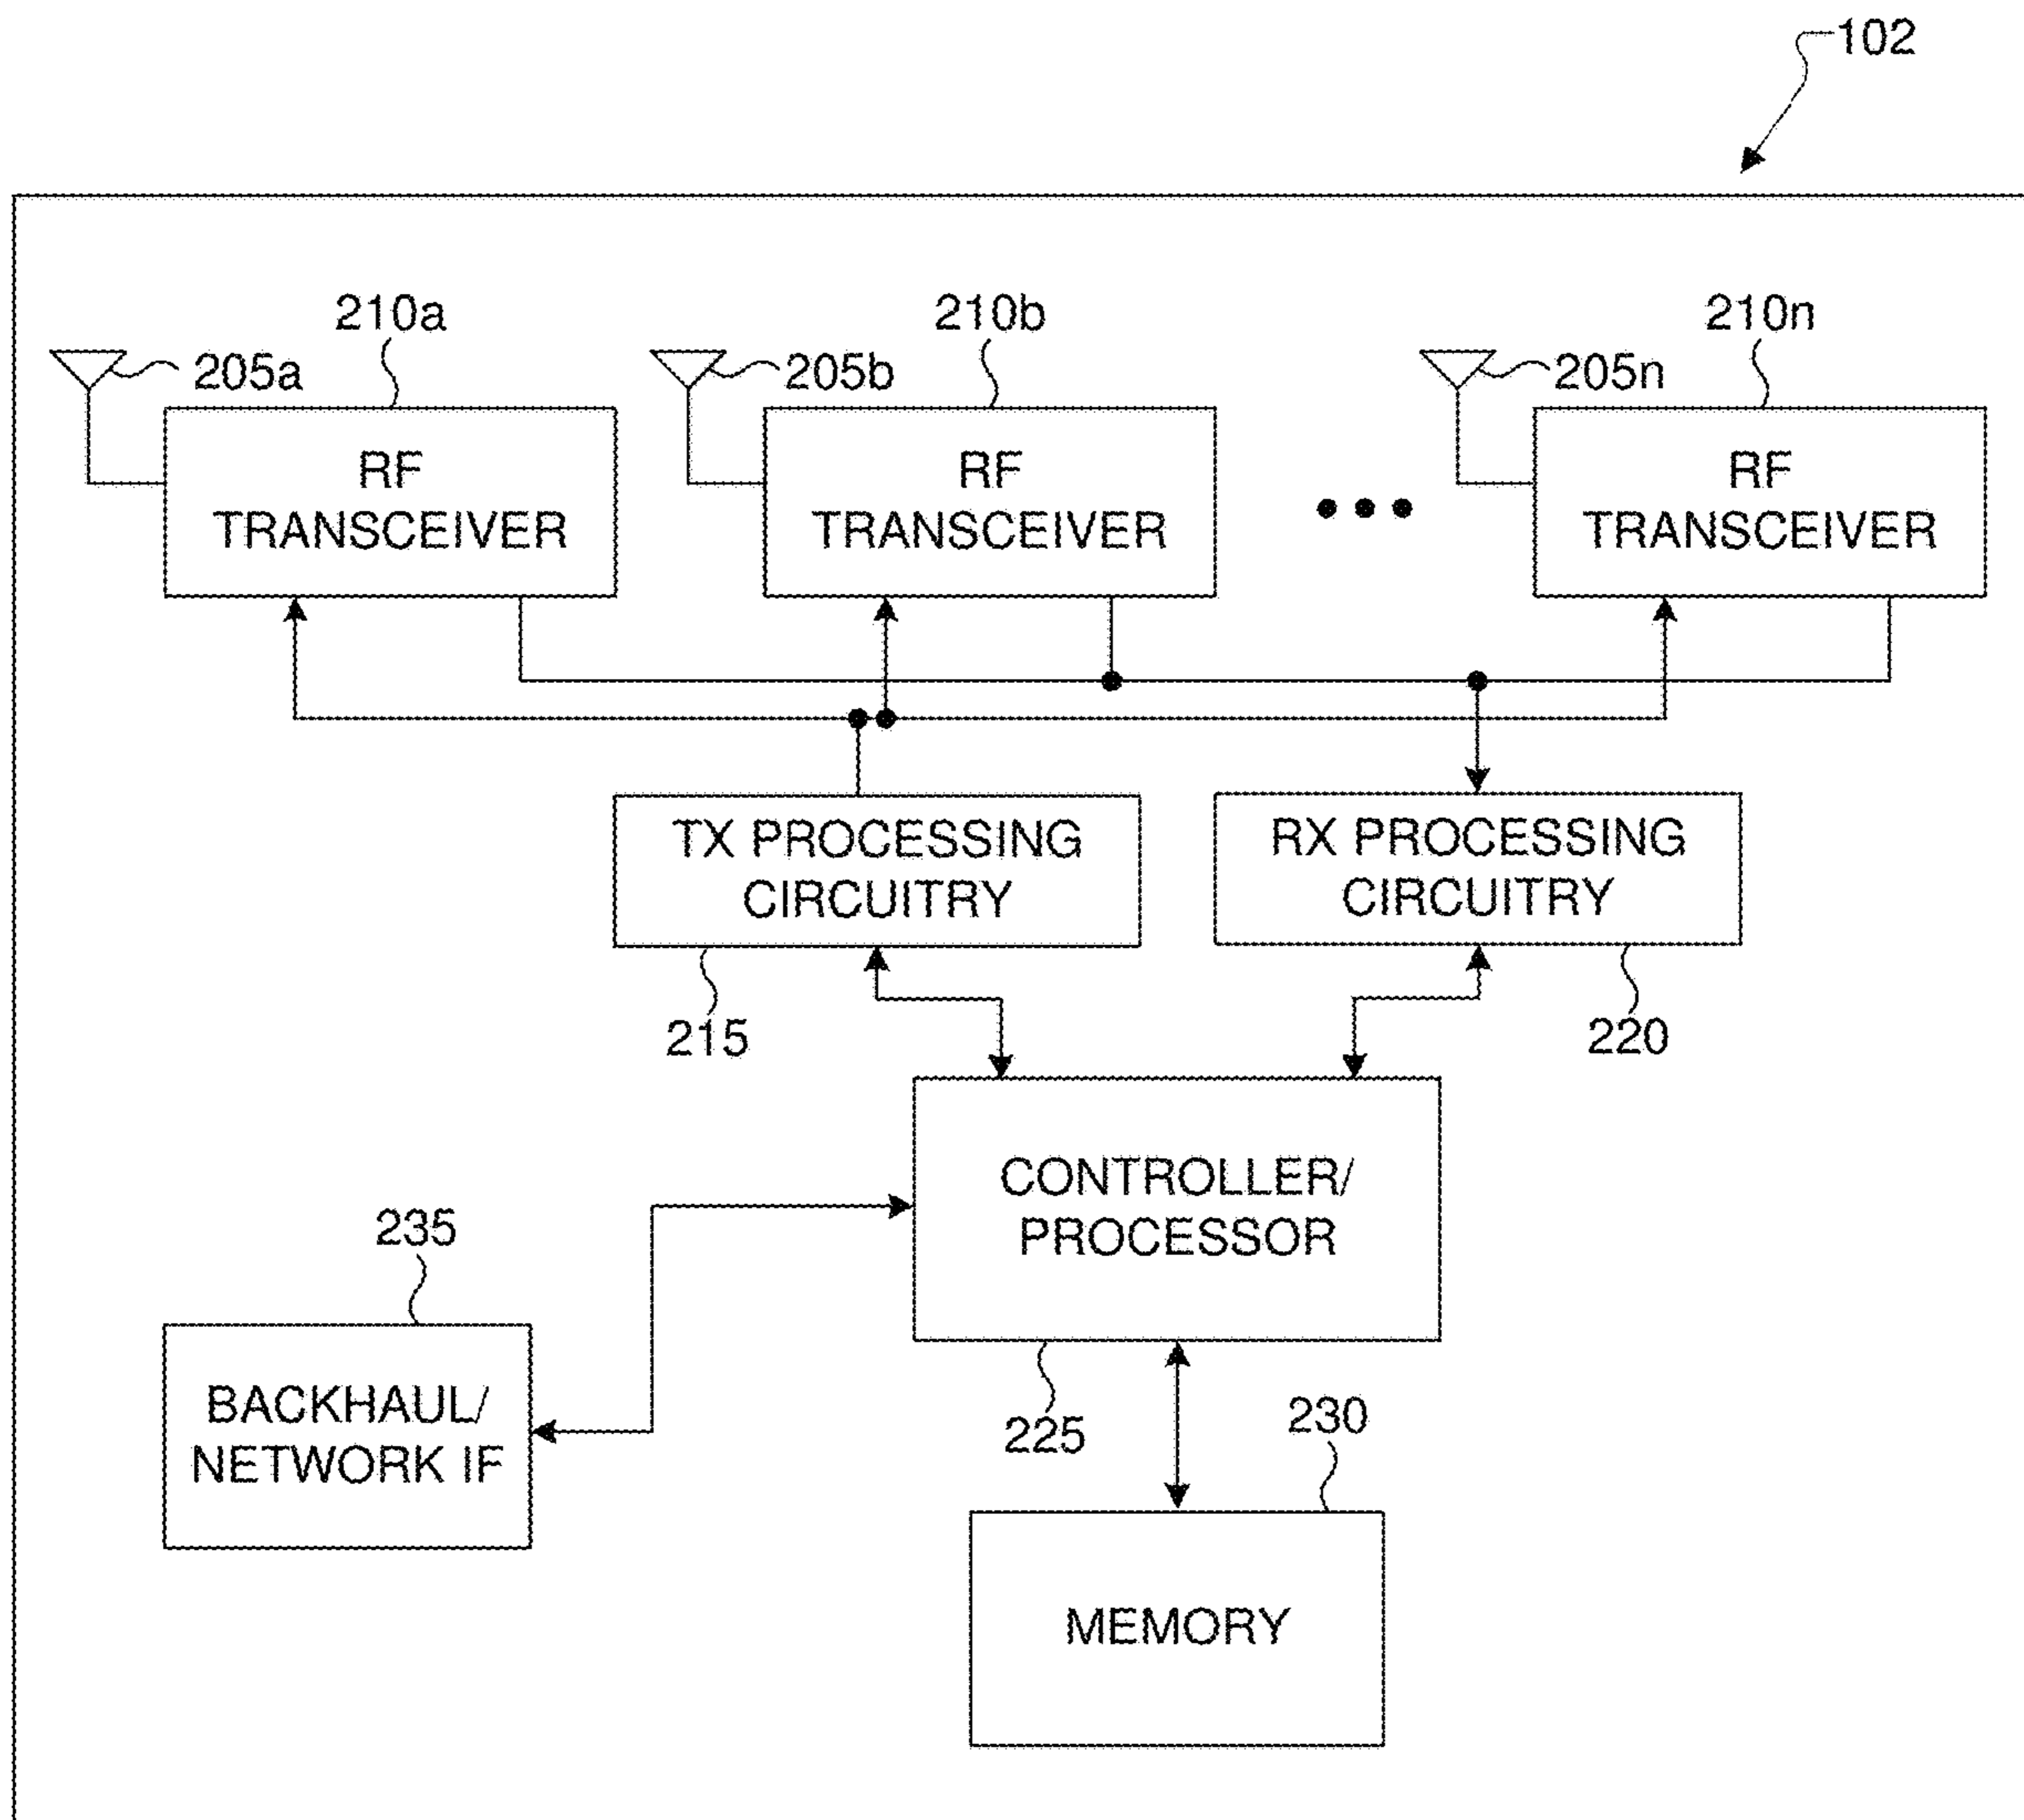 102
210a
210b
210n
205a
205b
205n
RF
TRANSCEIVER
RF
TRANSCEIVER
RF
TRANSCEIVER
TX PROCESSING
CIRCUITRY
RX PROCESSING
CIRCUITRY
215
220
CONTROLLER/
PROCESSOR
235
BACKHAUL/
NETWORK IF
225
230
MEMORY